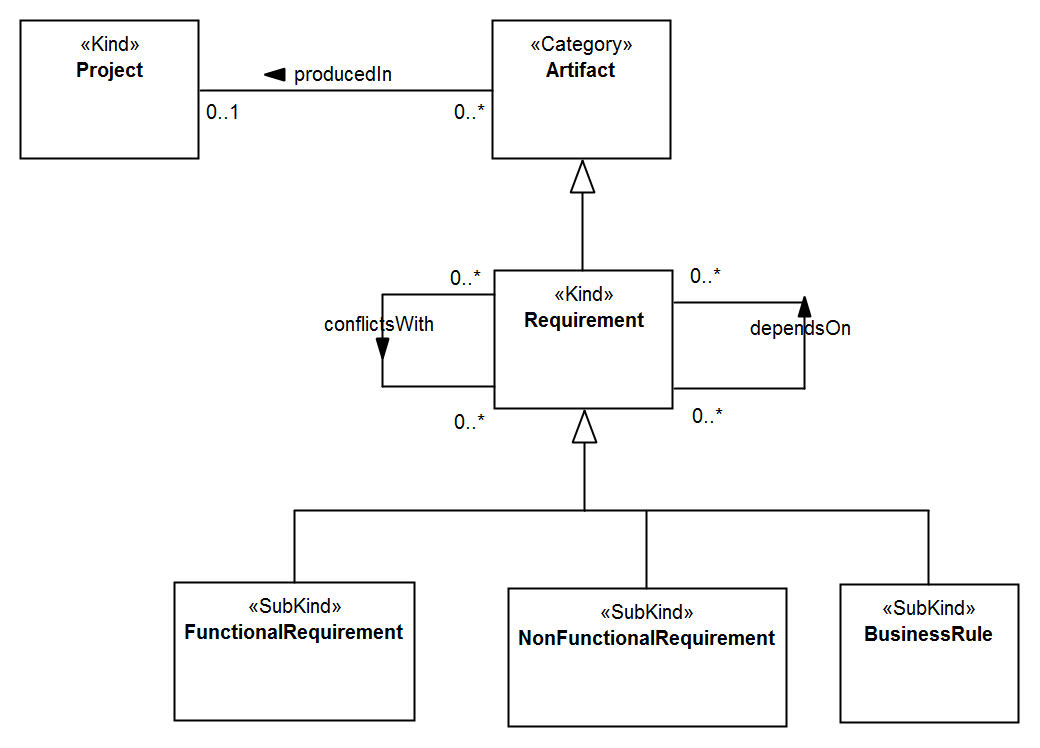 «Kind»
Project
producedIn
0..1
0..*
«Category»
Artifact
0..*
0..*
«Kind»
Requirement
conflictsWith
dependsOn
0..*
0..*
«SubKind»
FunctionalRequirement
«SubKind»
NonFunctionalRequirement
«SubKind»
BusinessRule